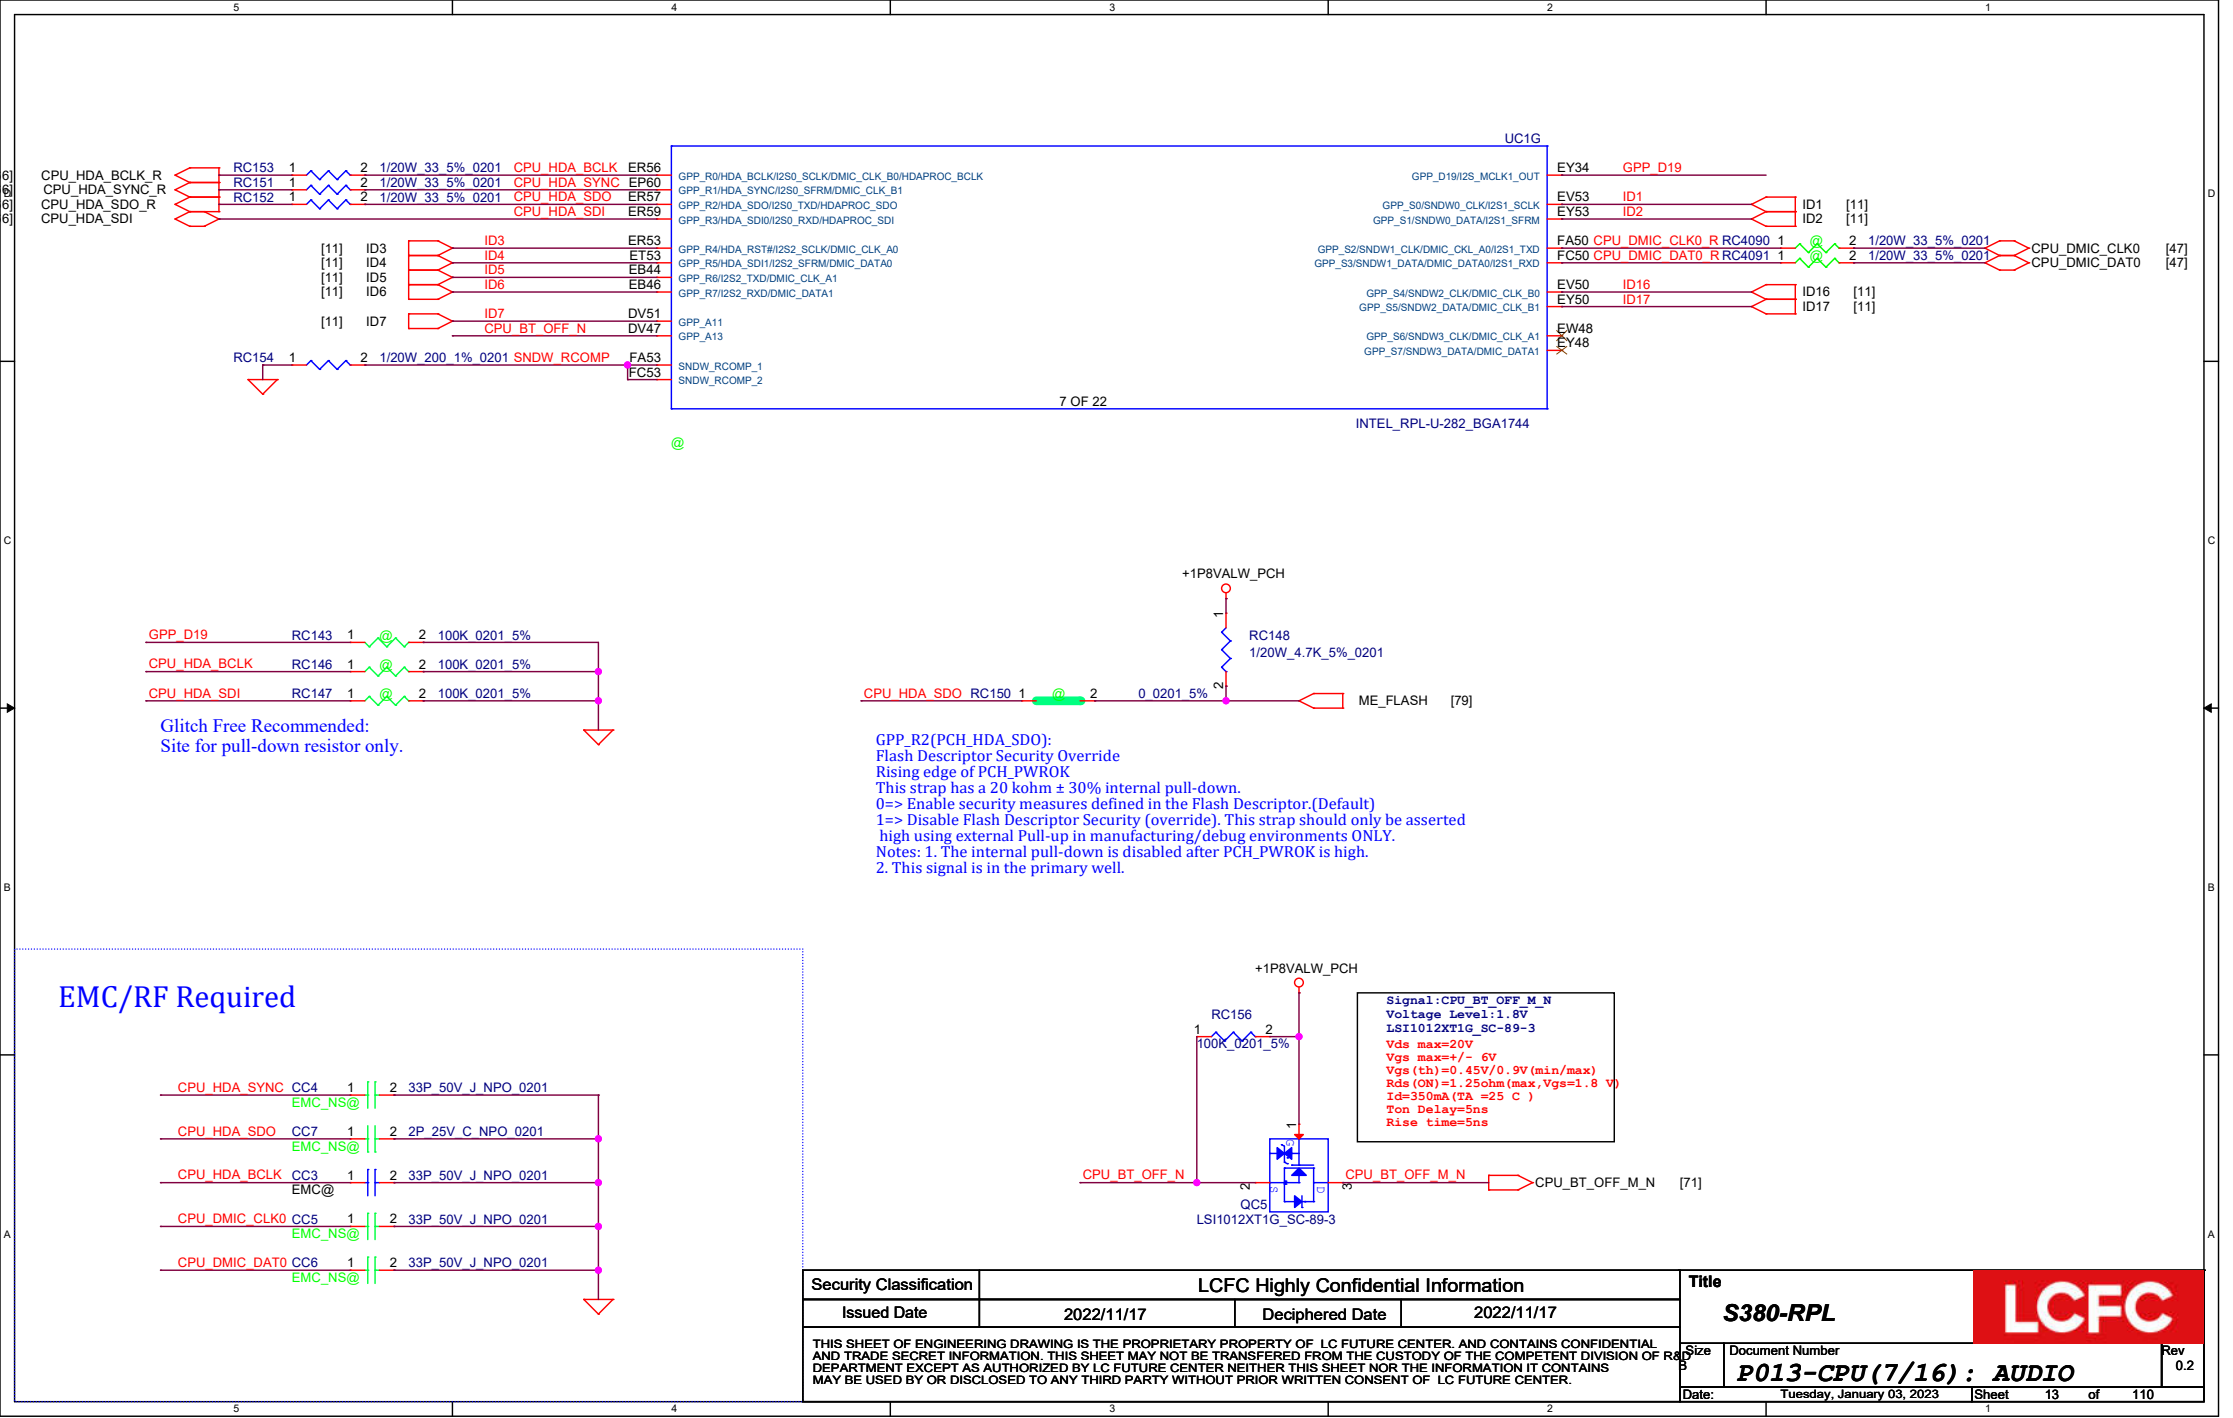 5 4 3 2 1
UC1G
6] CPU_HDA_BCLK_R RC153 1 2 1/20W_33_5%_0201 CPU_HDA_BCLK ER56 GPP_R0/HDA_BCLK/I2S0_SCLK/DMIC_CLK_B0/HDAPROC_BCLK
6] CPU_HDA_SYNC_R RC151 1 2 1/20W_33_5%_0201 CPU_HDA_SYNC EP60 GPP_R1/HDA_SYNC/I2S0_SFRM/DMIC_CLK_B1
6] CPU_HDA_SDO_R RC152 1 2 1/20W_33_5%_0201 CPU_HDA_SDO ER57 GPP_R2/HDA_SDO/I2S0_TXD/HDAPROC_SDO
6] CPU_HDA_SDI CPU_HDA_SDI ER59 GPP_R3/HDA_SDI0/I2S0_RXD/HDAPROC_SDI
[11] ID3 ID3 ER53 GPP_R4/HDA_RST#/I2S2_SCLK/DMIC_CLK_A0
[11] ID4 ID4 ET53 GPP_R5/HDA_SDI1/I2S2_SFRM/DMIC_DATA0
[11] ID5 ID5 EB44 GPP_R6/I2S2_TXD/DMIC_CLK_A1
[11] ID6 ID6 EB46 GPP_R7/I2S2_RXD/DMIC_DATA1
[11] ID7 ID7 DV51 GPP_A11
CPU_BT_OFF_N DV47 GPP_A13
RC154 1 2 1/20W_200_1%_0201 SNDW_RCOMP FA53 SNDW_RCOMP_1
FC53 SNDW_RCOMP_2
GPP_D19/I2S_MCLK1_OUT EY34 GPP_D19
GPP_S0/SNDW0_CLK/I2S1_SCLK EV53 ID1 ID1 [11]
GPP_S1/SNDW0_DATA/I2S1_SFRM EY53 ID2 ID2 [11]
GPP_S2/SNDW1_CLK/DMIC_CKL_A0/I2S1_TXD FA50 CPU_DMIC_CLK0_R RC4090 1 @ 2 1/20W_33_5%_0201 CPU_DMIC_CLK0 [47]
GPP_S3/SNDW1_DATA/DMIC_DATA0/I2S1_RXD FC50 CPU_DMIC_DAT0_R RC4091 1 @ 2 1/20W_33_5%_0201 CPU_DMIC_DAT0 [47]
GPP_S4/SNDW2_CLK/DMIC_CLK_B0 EV50 ID16 ID16 [11]
GPP_S5/SNDW2_DATA/DMIC_CLK_B1 EY50 ID17 ID17 [11]
GPP_S6/SNDW3_CLK/DMIC_CLK_A1 EW48
GPP_S7/SNDW3_DATA/DMIC_DATA1 EY48
7 OF 22
INTEL_RPL-U-282_BGA1744
@
D D
C C
B B
A A
GPP_D19 RC143 1 @ 2 100K_0201_5%
CPU_HDA_BCLK RC146 1 @ 2 100K_0201_5%
CPU_HDA_SDI RC147 1 @ 2 100K_0201_5%
Glitch Free Recommended:
Site for pull-down resistor only.
+1P8VALW_PCH
1
RC148
1/20W_4.7K_5%_0201
2
CPU_HDA_SDO RC150 1 @ 2 0_0201_5% ME_FLASH [79]
GPP_R2(PCH_HDA_SDO):
Flash Descriptor Security Override
Rising edge of PCH_PWROK
This strap has a 20 kohm ± 30% internal pull-down.
0=> Enable security measures defined in the Flash Descriptor.(Default)
1=> Disable Flash Descriptor Security (override). This strap should only be asserted
high using external Pull-up in manufacturing/debug environments ONLY.
Notes: 1. The internal pull-down is disabled after PCH_PWROK is high.
2. This signal is in the primary well.
EMC/RF Required
CPU_HDA_SYNC CC4 1 2 33P_50V_J_NPO_0201
EMC_NS@
CPU_HDA_SDO CC7 1 2 2P_25V_C_NPO_0201
EMC_NS@
CPU_HDA_BCLK CC3 1 2 33P_50V_J_NPO_0201
EMC@
CPU_DMIC_CLK0 CC5 1 2 33P_50V_J_NPO_0201
EMC_NS@
CPU_DMIC_DAT0 CC6 1 2 33P_50V_J_NPO_0201
EMC_NS@
+1P8VALW_PCH
RC156
1 2
100K_0201_5%
1
G
CPU_BT_OFF_N 2 S D 3 CPU_BT_OFF_M_N CPU_BT_OFF_M_N [71]
QC5
LSI1012XT1G_SC-89-3
Signal:CPU_BT_OFF_M_N
Voltage Level:1.8V
LSI1012XT1G_SC-89-3
Vds max=20V
Vgs max=+/- 6V
Vgs(th)=0.45V/0.9V(min/max)
Rds(ON)=1.25ohm(max,Vgs=1.8 V)
Id=350mA(TA =25 C )
Ton Delay=5ns
Rise time=5ns
Security Classification LCFC Highly Confidential Information
Issued Date 2022/11/17 Deciphered Date 2022/11/17
THIS SHEET OF ENGINEERING DRAWING IS THE PROPRIETARY PROPERTY OF LC FUTURE CENTER. AND CONTAINS CONFIDENTIAL
AND TRADE SECRET INFORMATION. THIS SHEET MAY NOT BE TRANSFERED FROM THE CUSTODY OF THE COMPETENT DIVISION OF R&D
DEPARTMENT EXCEPT AS AUTHORIZED BY LC FUTURE CENTER NEITHER THIS SHEET NOR THE INFORMATION IT CONTAINS
MAY BE USED BY OR DISCLOSED TO ANY THIRD PARTY WITHOUT PRIOR WRITTEN CONSENT OF LC FUTURE CENTER.
Title
S380-RPL
LCFC
Size Document Number Rev
B P013-CPU(7/16): AUDIO 0.2
Date: Tuesday, January 03, 2023 Sheet 13 of 110
5 4 3 2 1